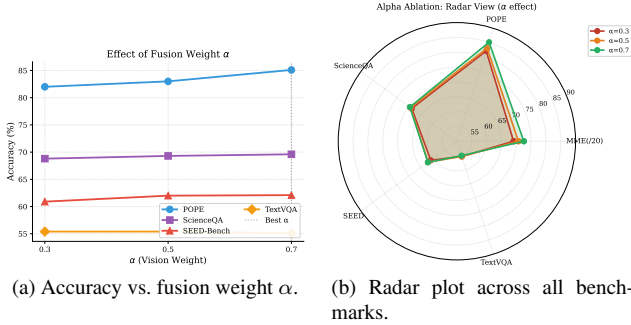 Effect of Fusion Weight α
Accuracy (%)
85
80
75
70
65
60
55
0.3
0.5
0.7
α (Vision Weight)
POPE
ScienceQA
SEED-Bench
TextVQA
Best α
(a) Accuracy vs. fusion weight α.
Alpha Ablation: Radar View (α effect)
POPE
ScienceQA
SEED
TextVQA
MME(/20)
55
60
65
70
75
80
85
90
α=0.3
α=0.5
α=0.7
(b) Radar plot across all bench-
marks.